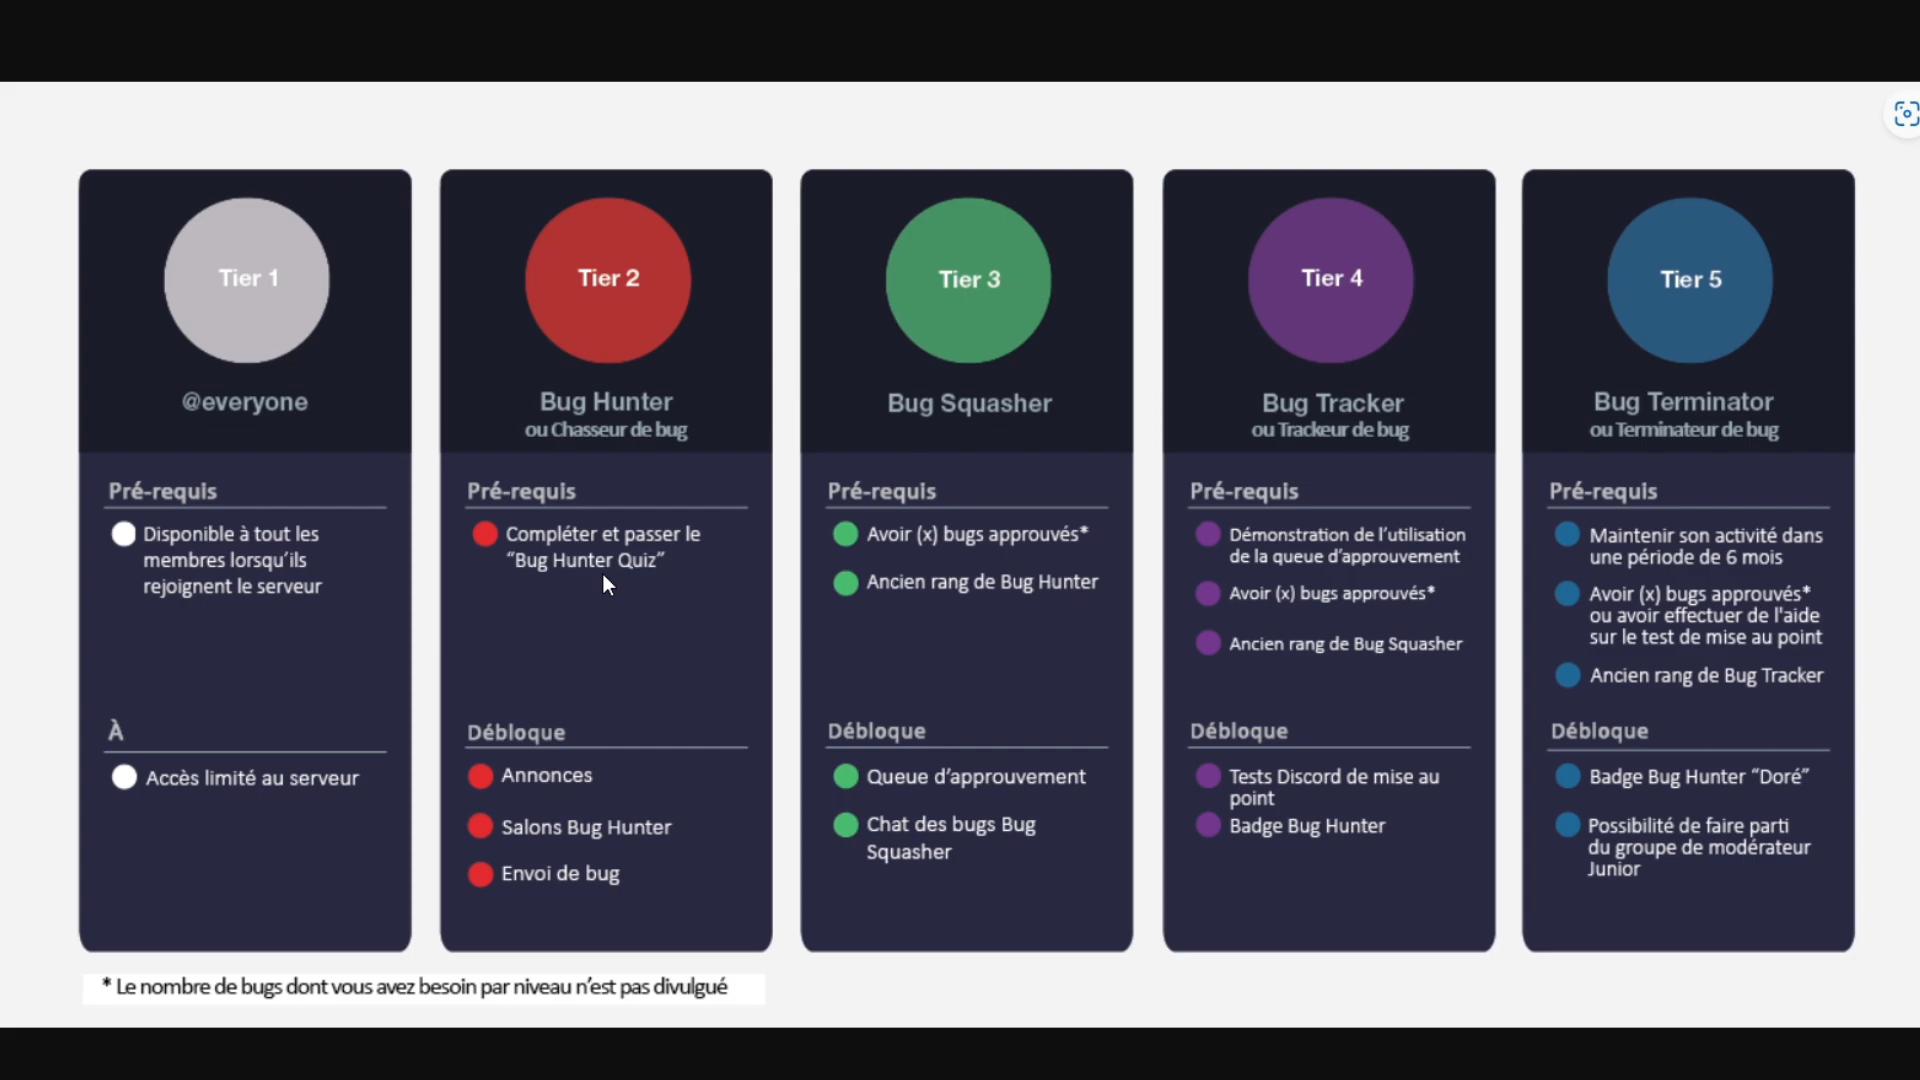 Tier 1
@everyone
Pré-requis
Disponible à tout les
membres lorsqu'ils
rejoignent le serveur
À
Accès limité au serveur
Tier 2
Bug Hunter
ou Chasseur de bug
Pré-requis
Compléter et passer le
“Bug Hunter Quiz”
Débloque
Annonces
Salons Bug Hunter
Envoi de bug
Tier 3
Bug Squasher
Pré-requis
Avoir (x) bugs approuvés*
Ancien rang de Bug Hunter
Débloque
Queue d'approuvement
Chat des bugs Bug
Squasher
Tier 4
Bug Tracker
ou Trackeur de bug
Pré-requis
Démonstration de l'utilisation
de la queue d'approuvement
Avoir (x) bugs approuvés*
Ancien rang de Bug Squasher
Débloque
Tests Discord de mise au
point
Badge Bug Hunter
Tier 5
Bug Terminator
ou Terminateur de bug
Pré-requis
Maintenir son activité dans
une période de 6 mois
Avoir (x) bugs approuvés*
ou avoir effectuer de l'aide
sur le test de mise au point
Ancien rang de Bug Tracker
Débloque
Badge Bug Hunter “Doré”
Possibilité de faire parti
du groupe de modérateur
Junior
* Le nombre de bugs dont vous avez besoin par niveau n'est pas divulgué